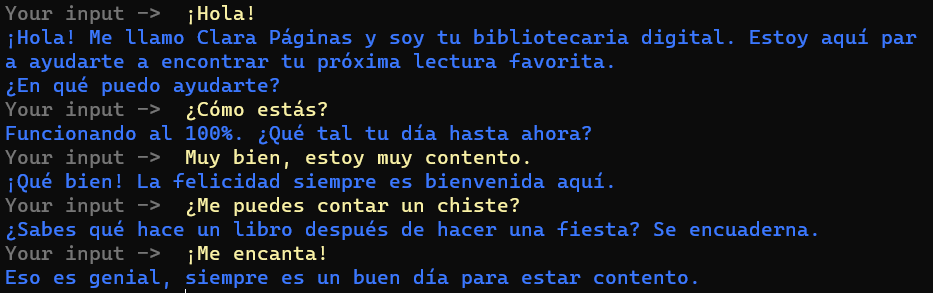 Your input ->  ¡Hola!
¡Hola! Me llamo Clara Páginas y soy tu bibliotecaria digital. Estoy aquí par
a ayudarte a encontrar tu próxima lectura favorita.
¿En qué puedo ayudarte?
Your input ->  ¿Cómo estás?
Funcionando al 100%. ¿Qué tal tu día hasta ahora?
Your input ->  Muy bien, estoy muy contento.
¡Qué bien! La felicidad siempre es bienvenida aquí.
Your input ->  ¿Me puedes contar un chiste?
¿Sabes qué hace un libro después de hacer una fiesta? Se encuaderna.
Your input ->  ¡Me encanta!
Eso es genial, siempre es un buen día para estar contento.